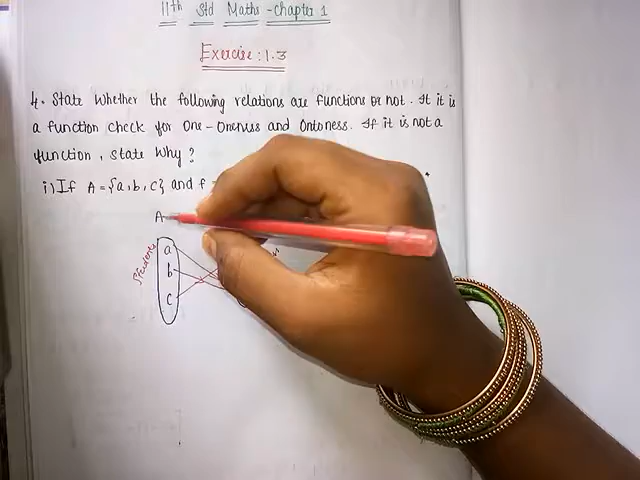 11th Std Maths - Chapter 1
Exercise : 1.3
4. State Whether the following relations are functions or not. If it is
a function check for One-Oneness and Ontoness. If it is not a
function, state Why?
i) If A = {a, b, c} and f =
A
Students
a
b
c